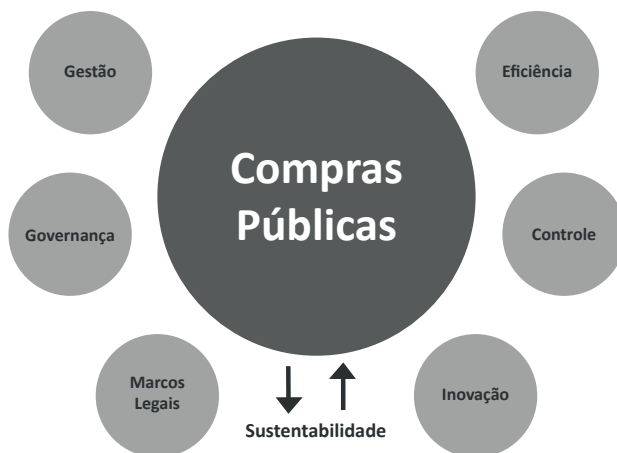 Gestão
Eficiência
Compras
Públicas
Governança
Controle
Marcos
Legais
Inovação
Sustentabilidade